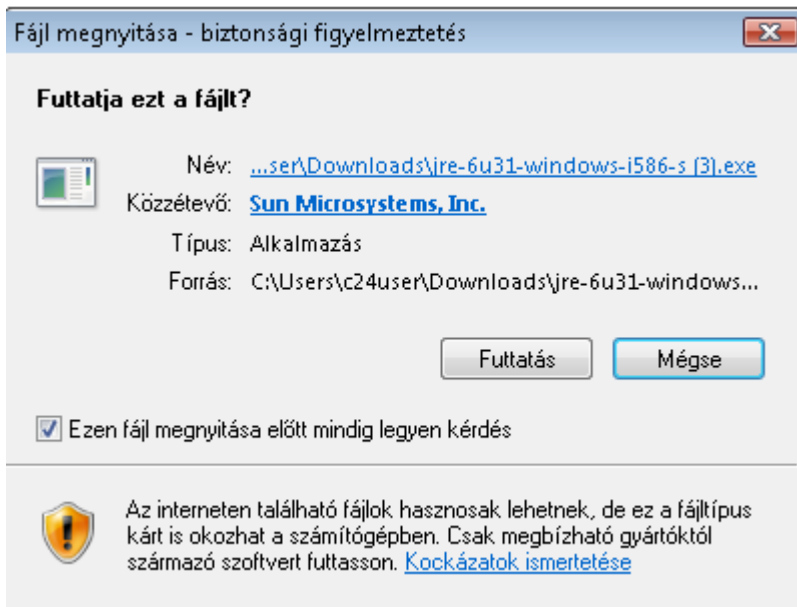 Fájl megnyitása - biztonsági figyelmeztetés
Futtatja ezt a fájlt?
Név: ...ser\Downloads\jre-6u31-windows-i586-s (3).exe
Közzétevő: Sun Microsystems, Inc.
Típus: Alkalmazás
Forrás: C:\Users\c24user\Downloads\jre-6u31-windows...
Futtatás Mégse
Ezen fájl megnyitása előtt mindig legyen kérdés
Az interneten található fájlok hasznosak lehetnek, de ez a fájltípus
kárt is okozhat a számítógépben. Csak megbízható gyártóktól
származó szoftvert futtasson. Kockázatok ismertetése